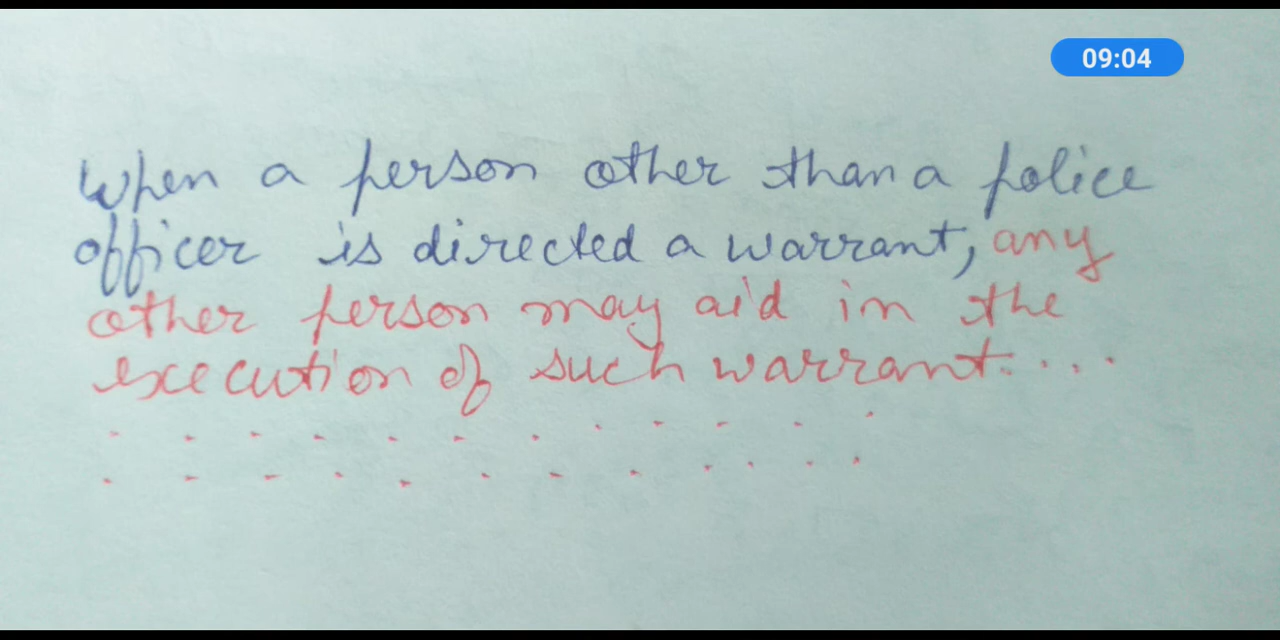 09:04
When a person other than a police
officer is directed a warrant, any
other person may aid in the
execution of such warrant....